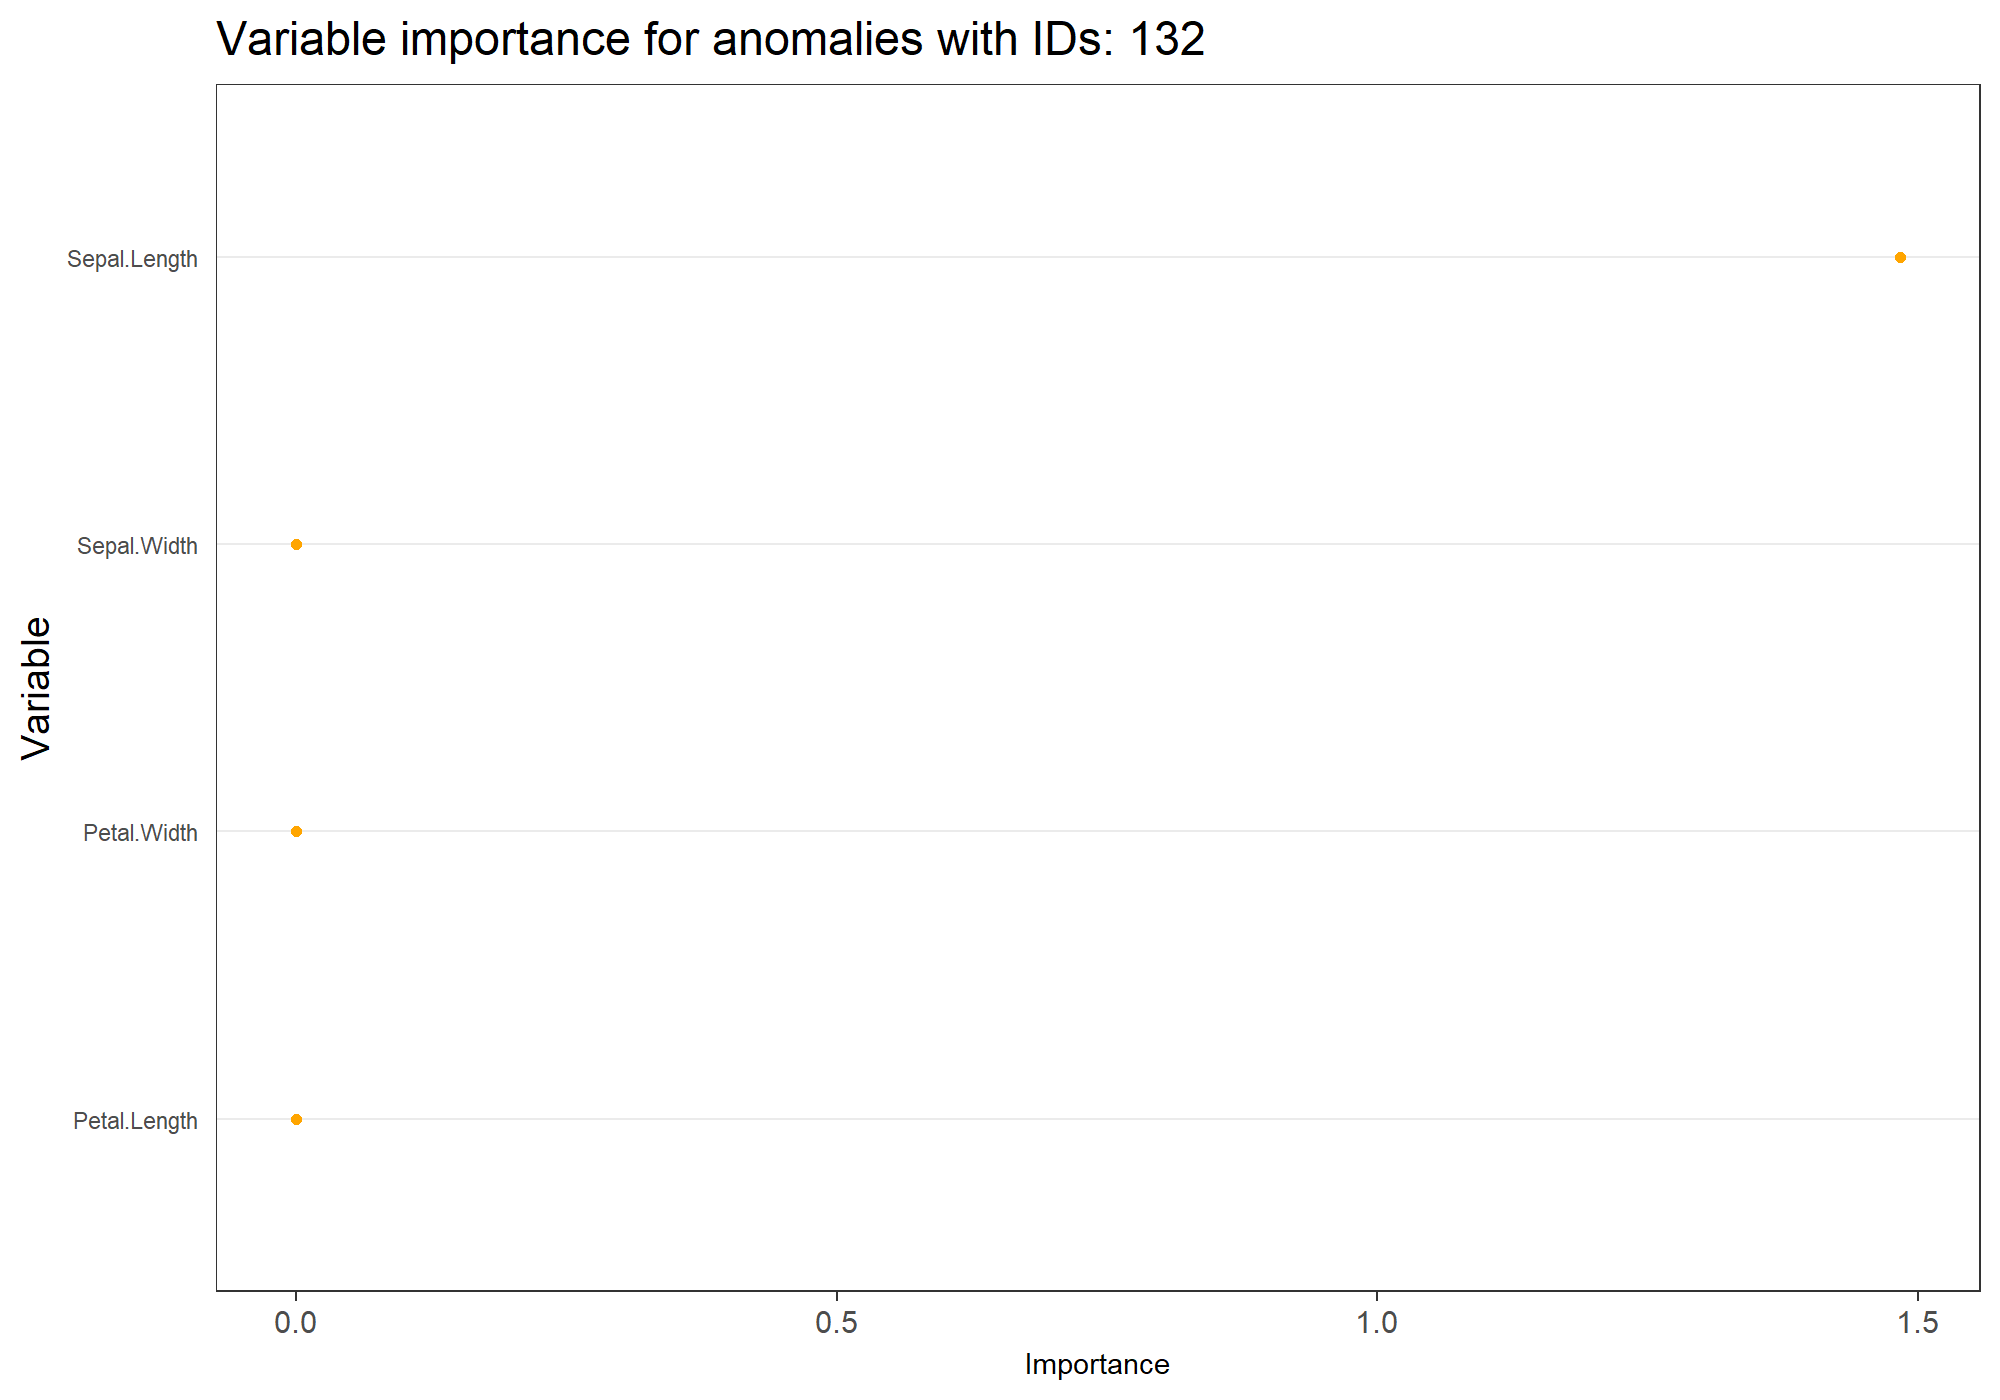 Variable importance for anomalies with IDs: 132
Variable
Sepal.Length
Sepal.Width
Petal.Width
Petal.Length
0.0 0.5 1.0 1.5
Importance